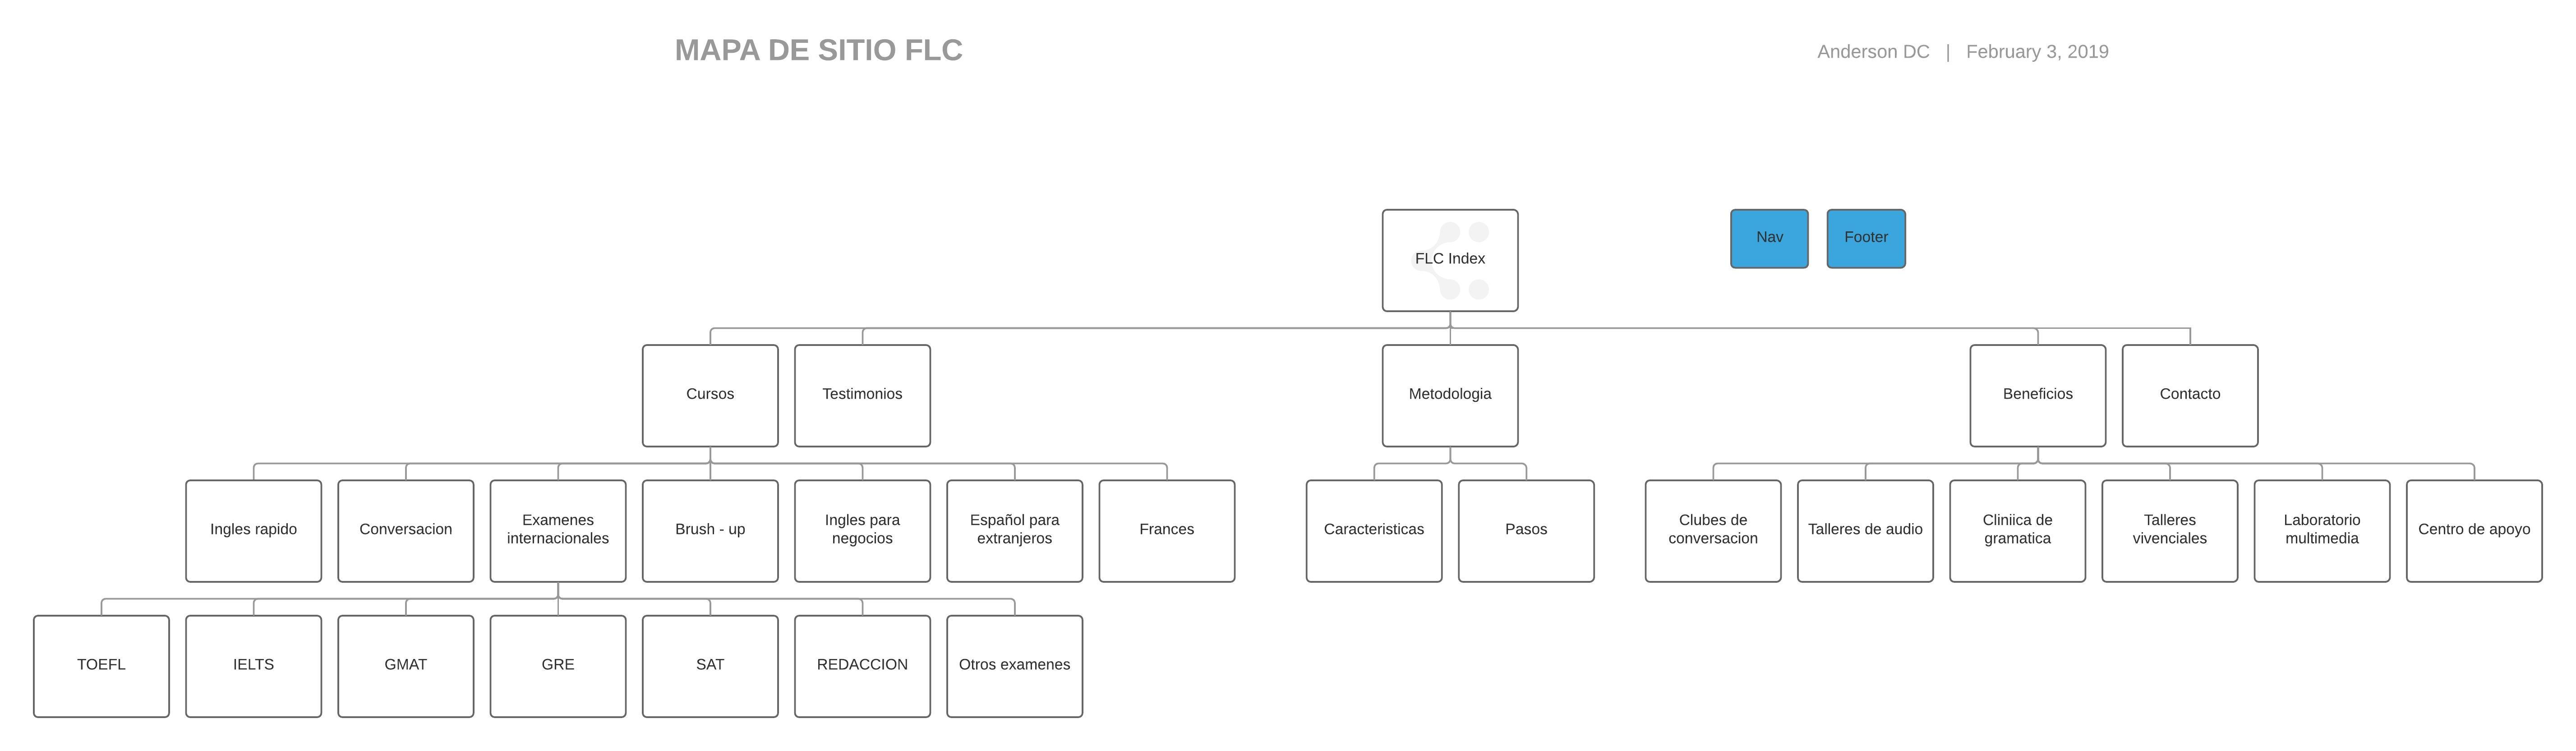 MAPA DE SITIO FLC
Anderson DC | February 3, 2019
FLC Index
Nav
Footer
Cursos
Testimonios
Metodologia
Beneficios
Contacto
Ingles rapido
Conversacion
Examenes
internacionales
Brush - up
Ingles para
negocios
Español para
extranjeros
Frances
Caracteristicas
Pasos
Clubes de
conversacion
Talleres de audio
Cliniica de
gramatica
Talleres
vivenciales
Laboratorio
multimedia
Centro de apoyo
TOEFL
IELTS
GMAT
GRE
SAT
REDACCION
Otros examenes